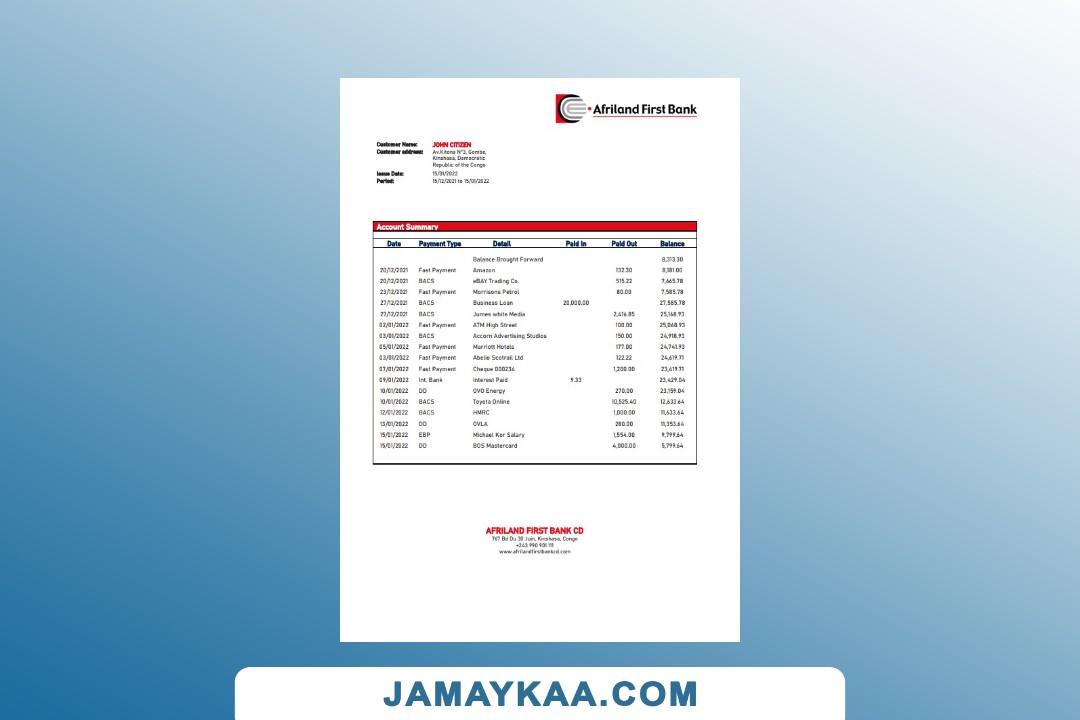 Afriland First Bank
Customer Name: JOHN CITIZEN
Customer address: Av.Kitona N°3, Gombe,
Kinshasa, Democratic
Republic of the Congo
Issue Date: 15/01/2022
Period: 15/12/2021 to 15/01/2022
Account Summary
Date Payment Type Detail Paid In Paid Out Balance
Balance Brought Forward 8,313.30
20/12/2021 Fast Payment Amazon 132.30 8,181.00
20/12/2021 BACS eBAY Trading Co. 515.22 7,665.78
23/12/2021 Fast Payment Morrisons Petrol 80.00 7,585.78
27/12/2021 BACS Business Loan 20,000.00 27,585.78
27/12/2021 BACS Jumes white Media 2,416.85 25,168.93
02/01/2022 Fast Payment ATM High Street 100.00 25,068.93
03/01/2022 BACS Accorn Advertising Studios 150.00 24,918.93
05/01/2022 Fast Payment Marriott Hotels 177.00 24,741.93
03/01/2022 Fast Payment Abelie Scotrail Ltd 122.22 24,619.71
07/01/2022 Fast Payment Cheque 000234 1,200.00 23,419.71
09/01/2022 Int. Bank Interest Paid 9.33 23,429.04
10/01/2022 DD OVO Energy 270.00 23,159.04
10/01/2022 BACS Toyota Online 10,525.40 12,633.64
12/01/2022 BACS HMRC 1,000.00 11,633.64
13/01/2022 DD OVLA 280.00 11,353.64
15/01/2022 EBP Michael Kor Salary 1,554.00 9,799.64
15/01/2022 DD BOS Mastercard 4,000.00 5,799.64
AFRILAND FIRST BANK CD
767 Bd Du 30 Juin, Kinshasa, Congo
+243 990 901 111
www.afrilandfirstbankcd.com
JAMAYKAA.COM